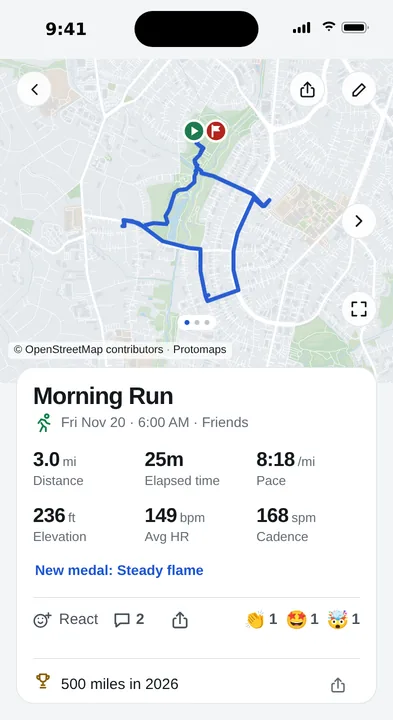 9:41
© OpenStreetMap contributors · Protomaps
Morning Run
Fri Nov 20 · 6:00 AM · Friends
3.0 mi 25m 8:18 /mi
Distance Elapsed time Pace
236 ft 149 bpm 168 spm
Elevation Avg HR Cadence
New medal: Steady flame
React 2 👏 1 🤩 1 🤯 1
500 miles in 2026